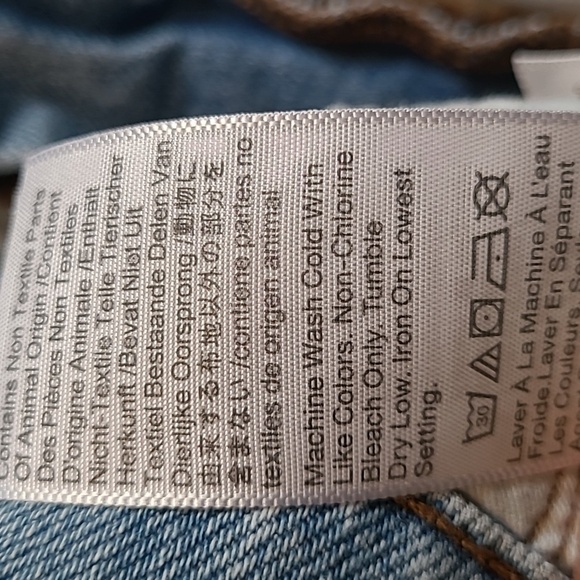 Contains Non Textile Parts
Of Animal Origin /Contient
Des Pièces Non Textiles
D'origine Animale /Enthält
Nicht-Textile Teile Tierischer
Herkunft /Bevat Niet Uit
Textiel Bestaande Delen Van
Dierlijke Oorsprong /動物に
由来する布地以外の部分を
含まない /contiene partes no
textiles de origen animal
Machine Wash Cold With
Like Colors. Non-Chlorine
Bleach Only. Tumble
Dry Low. Iron On Lowest
Setting.
30
Laver À La Machine À L'eau
Froide.Laver En Séparant
Les Couleurs.